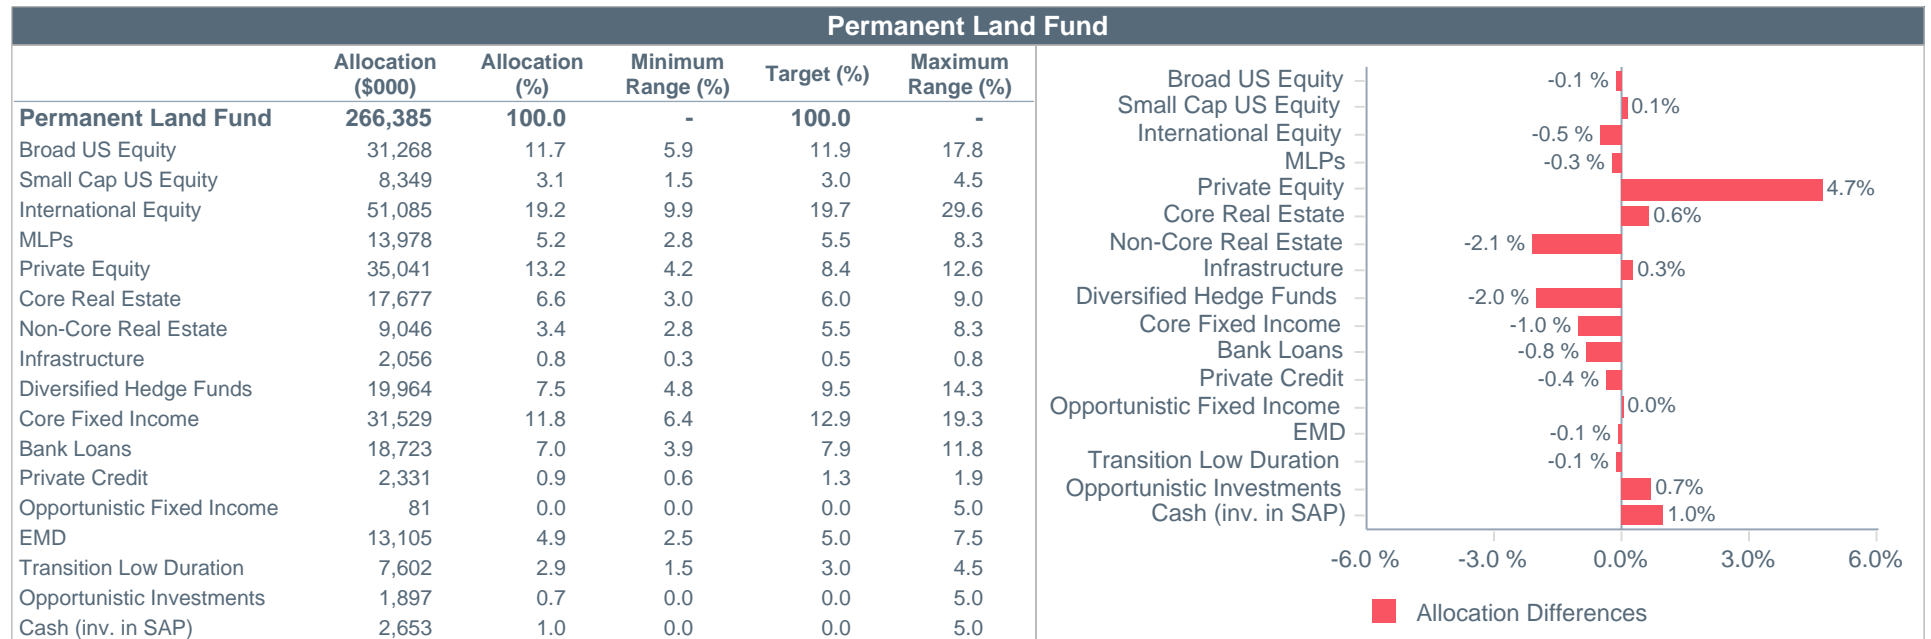 Permanent Land Fund
Allocation ($000) Allocation (%) Minimum Range (%) Target (%) Maximum Range (%)
Permanent Land Fund 266,385 100.0 - 100.0 -
Broad US Equity 31,268 11.7 5.9 11.9 17.8
Small Cap US Equity 8,349 3.1 1.5 3.0 4.5
International Equity 51,085 19.2 9.9 19.7 29.6
MLPs 13,978 5.2 2.8 5.5 8.3
Private Equity 35,041 13.2 4.2 8.4 12.6
Core Real Estate 17,677 6.6 3.0 6.0 9.0
Non-Core Real Estate 9,046 3.4 2.8 5.5 8.3
Infrastructure 2,056 0.8 0.3 0.5 0.8
Diversified Hedge Funds 19,964 7.5 4.8 9.5 14.3
Core Fixed Income 31,529 11.8 6.4 12.9 19.3
Bank Loans 18,723 7.0 3.9 7.9 11.8
Private Credit 2,331 0.9 0.6 1.3 1.9
Opportunistic Fixed Income 81 0.0 0.0 0.0 5.0
EMD 13,105 4.9 2.5 5.0 7.5
Transition Low Duration 7,602 2.9 1.5 3.0 4.5
Opportunistic Investments 1,897 0.7 0.0 0.0 5.0
Cash (inv. in SAP) 2,653 1.0 0.0 0.0 5.0
Broad US Equity -0.1 %
Small Cap US Equity 0.1%
International Equity -0.5 %
MLPs -0.3 %
Private Equity 4.7%
Core Real Estate 0.6%
Non-Core Real Estate -2.1 %
Infrastructure 0.3%
Diversified Hedge Funds -2.0 %
Core Fixed Income -1.0 %
Bank Loans -0.8 %
Private Credit -0.4 %
Opportunistic Fixed Income 0.0%
EMD -0.1 %
Transition Low Duration -0.1 %
Opportunistic Investments 0.7%
Cash (inv. in SAP) 1.0%
-6.0 % -3.0 % 0.0% 3.0% 6.0%
Allocation Differences